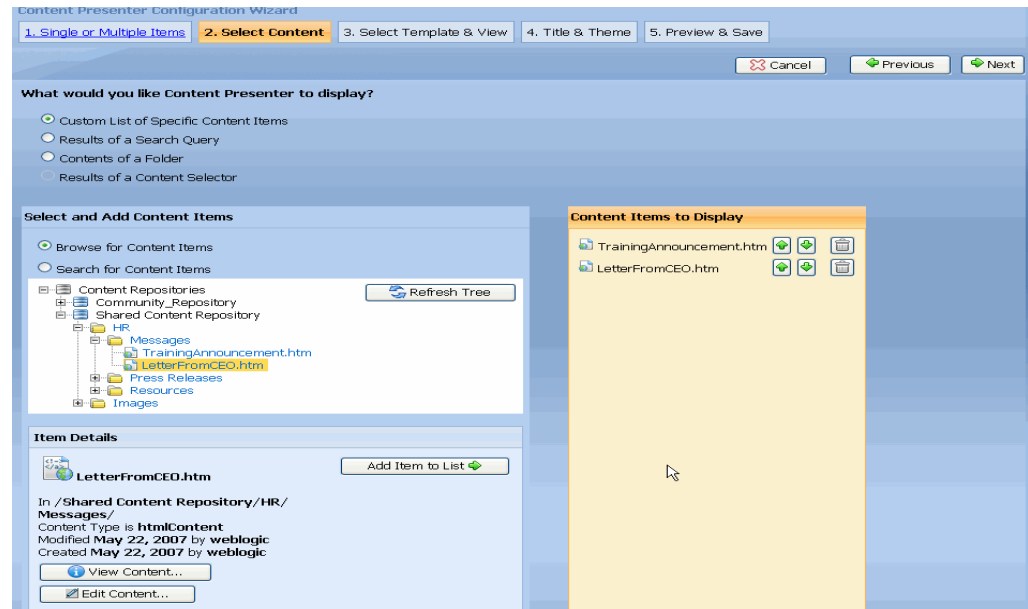 Content Presenter Configuration Wizard
1. Single or Multiple Items
2. Select Content
3. Select Template & View
4. Title & Theme
5. Preview & Save
Cancel
Previous
Next
What would you like Content Presenter to display?
Custom List of Specific Content Items
Results of a Search Query
Contents of a Folder
Results of a Content Selector
Select and Add Content Items
Browse for Content Items
Search for Content Items
Content Repositories
Refresh Tree
Community_Repository
Shared Content Repository
HR
Messages
TrainingAnnouncement.htm
LetterFromCEO.htm
Press Releases
Resources
Images
Item Details
LetterFromCEO.htm
Add Item to List
In /Shared Content Repository/HR/
Messages/
Content Type is htmlContent
Modified May 22, 2007 by weblogic
Created May 22, 2007 by weblogic
View Content...
Edit Content...
Content Items to Display
TrainingAnnouncement.htm
LetterFromCEO.htm